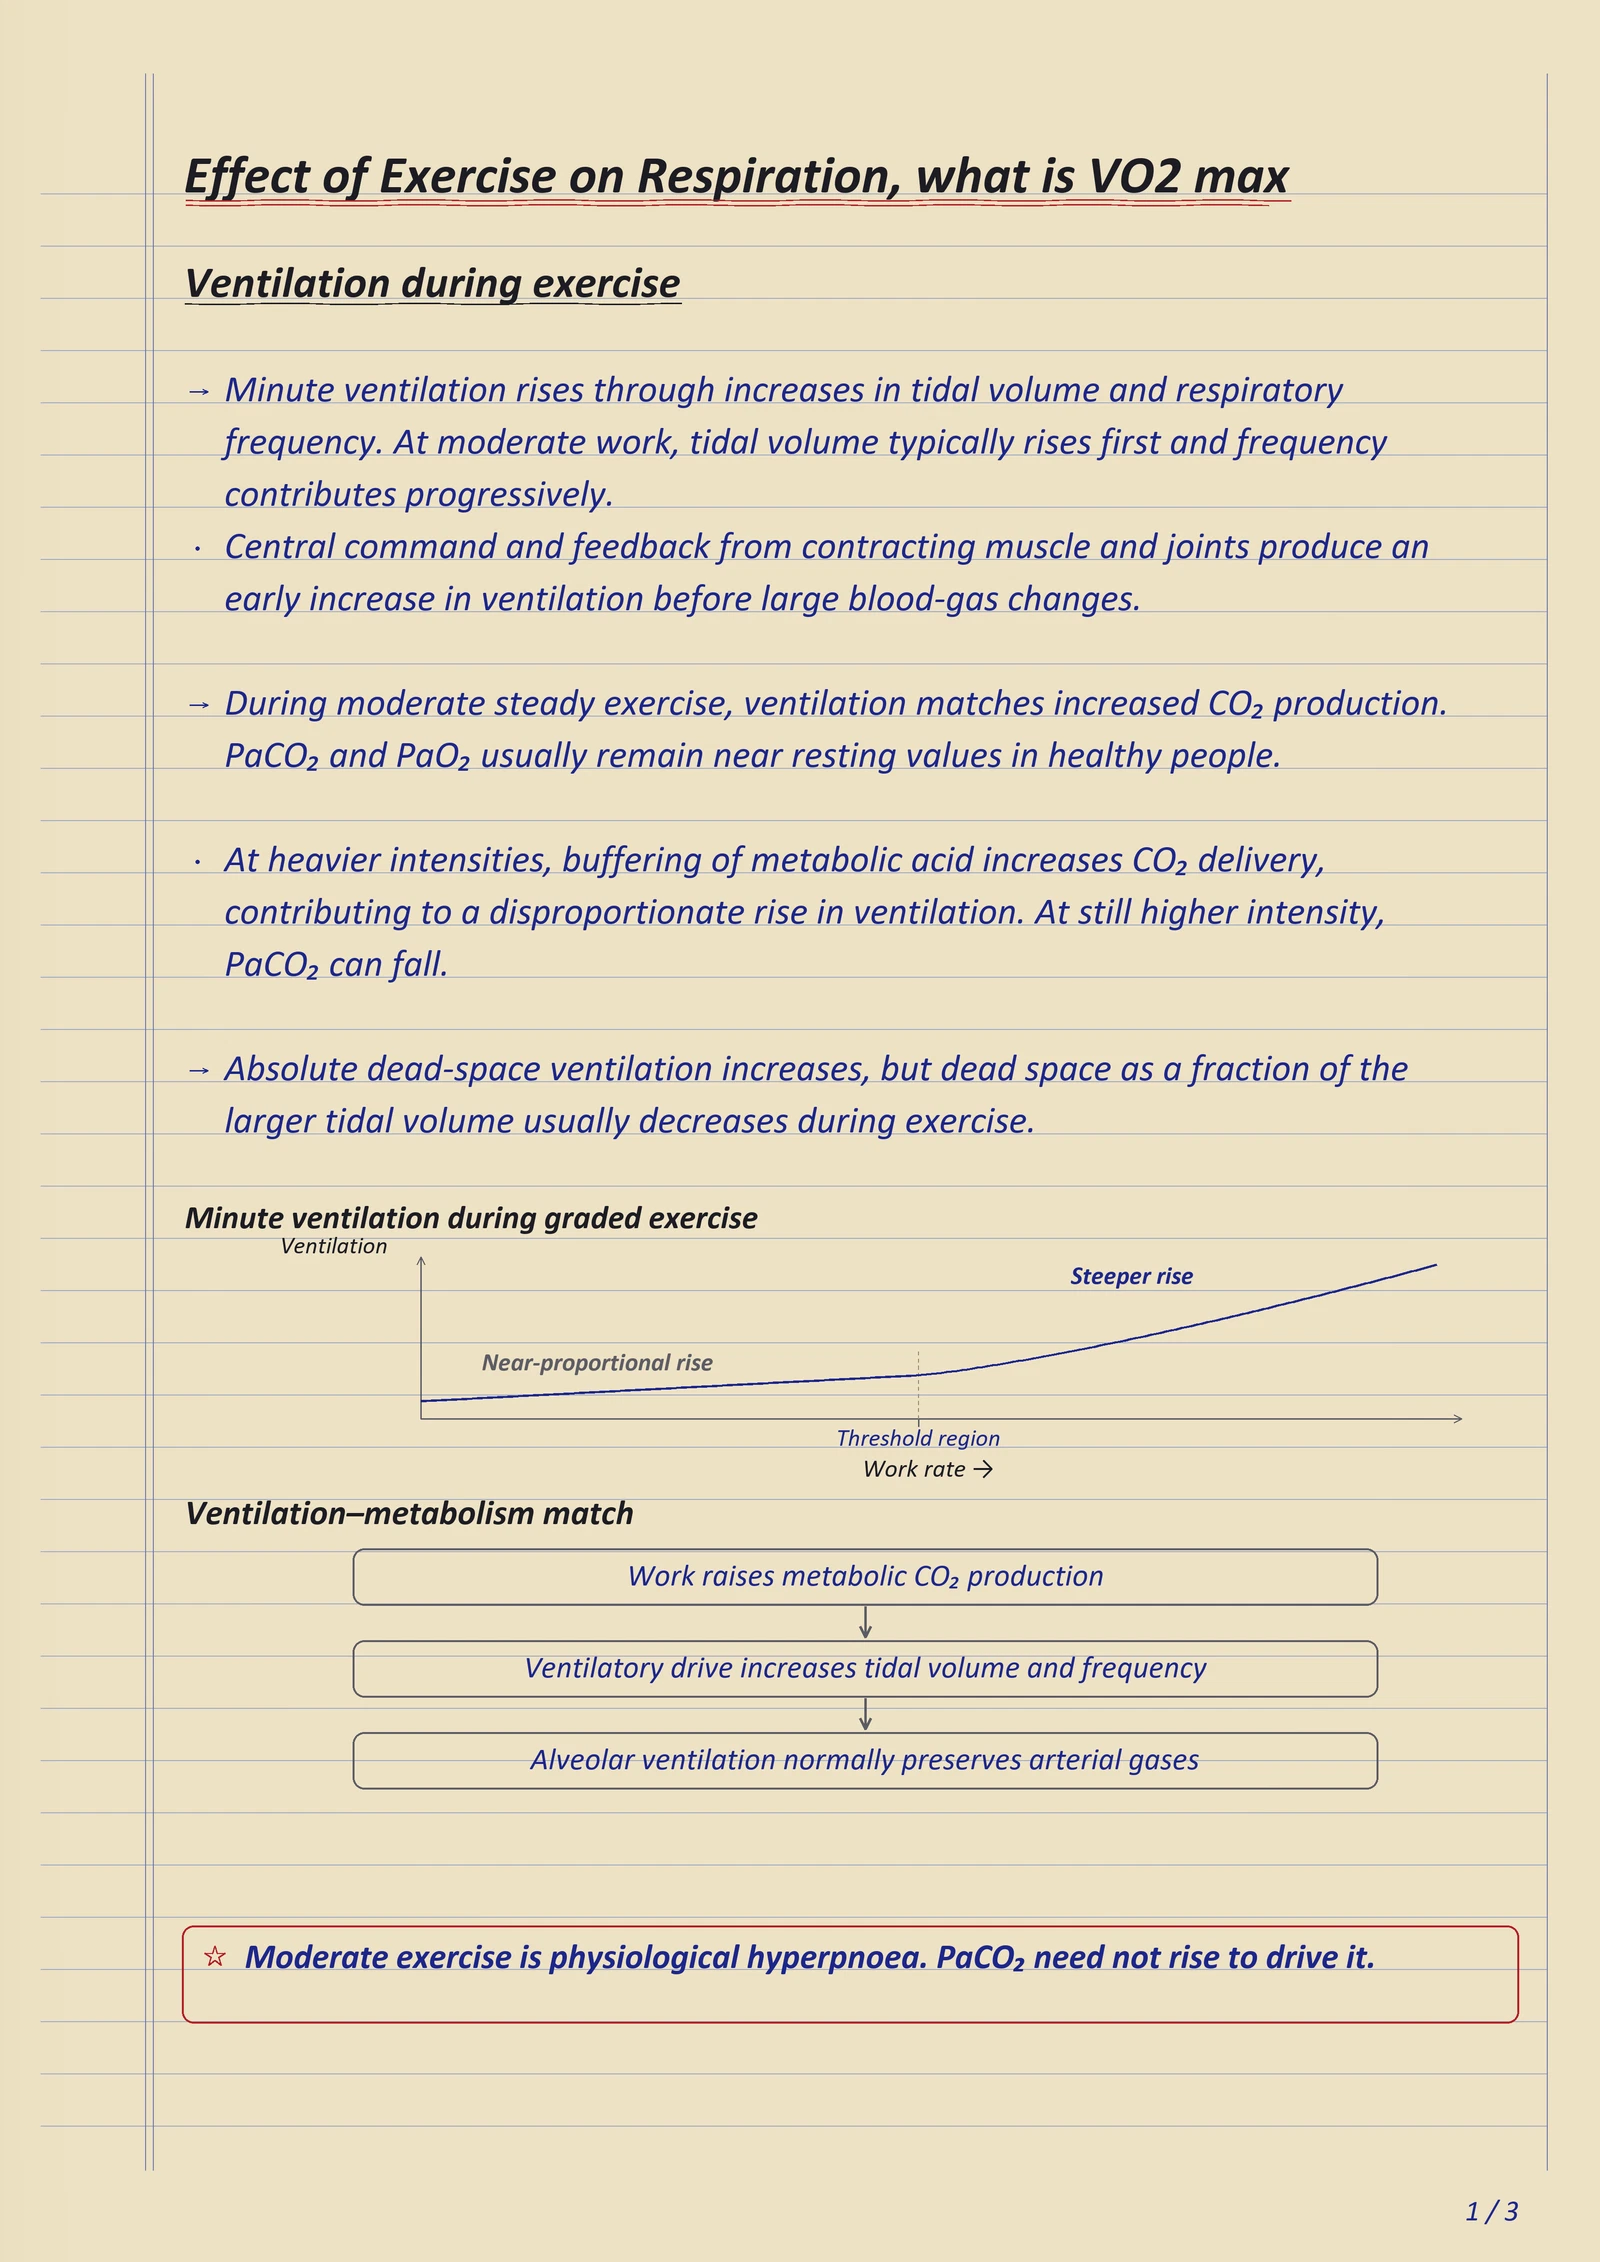 Effect of Exercise on Respiration, what is VO2 max
Ventilation during exercise
→ Minute ventilation rises through increases in tidal volume and respiratory
frequency. At moderate work, tidal volume typically rises first and frequency
contributes progressively.
· Central command and feedback from contracting muscle and joints produce an
early increase in ventilation before large blood-gas changes.
→ During moderate steady exercise, ventilation matches increased CO₂ production.
PaCO₂ and PaO₂ usually remain near resting values in healthy people.
· At heavier intensities, buffering of metabolic acid increases CO₂ delivery,
contributing to a disproportionate rise in ventilation. At still higher intensity,
PaCO₂ can fall.
→ Absolute dead-space ventilation increases, but dead space as a fraction of the
larger tidal volume usually decreases during exercise.
Minute ventilation during graded exercise
Ventilation
Steeper rise
Near-proportional rise
Threshold region
Work rate →
Ventilation–metabolism match
Work raises metabolic CO₂ production
Ventilatory drive increases tidal volume and frequency
Alveolar ventilation normally preserves arterial gases
☆ Moderate exercise is physiological hyperpnoea. PaCO₂ need not rise to drive it.
1 / 3